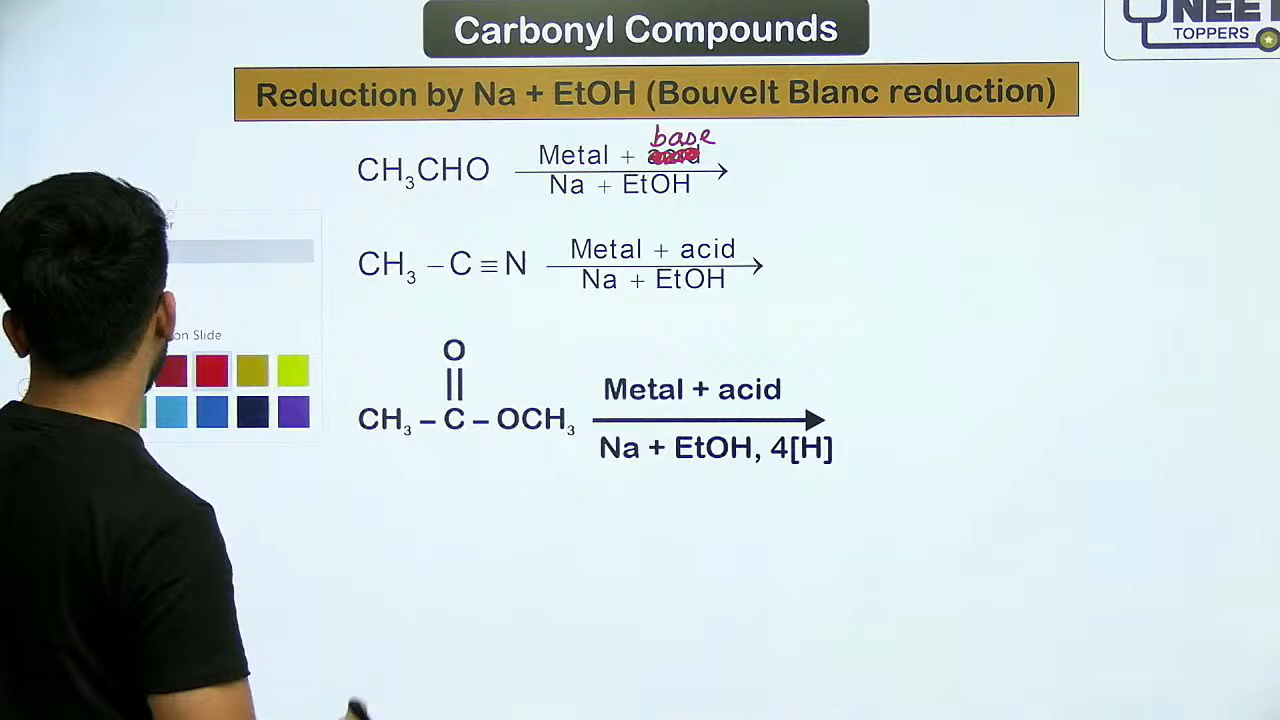 Carbonyl Compounds
NEET
TOPPERS
Reduction by Na + EtOH (Bouvelt Blanc reduction)
base
CH₃CHO Metal + acid
Na + EtOH
CH₃ – C ≡ N Metal + acid
Na + EtOH
on Slide
O
||
CH₃ – C – OCH₃ Metal + acid
Na + EtOH, 4[H]